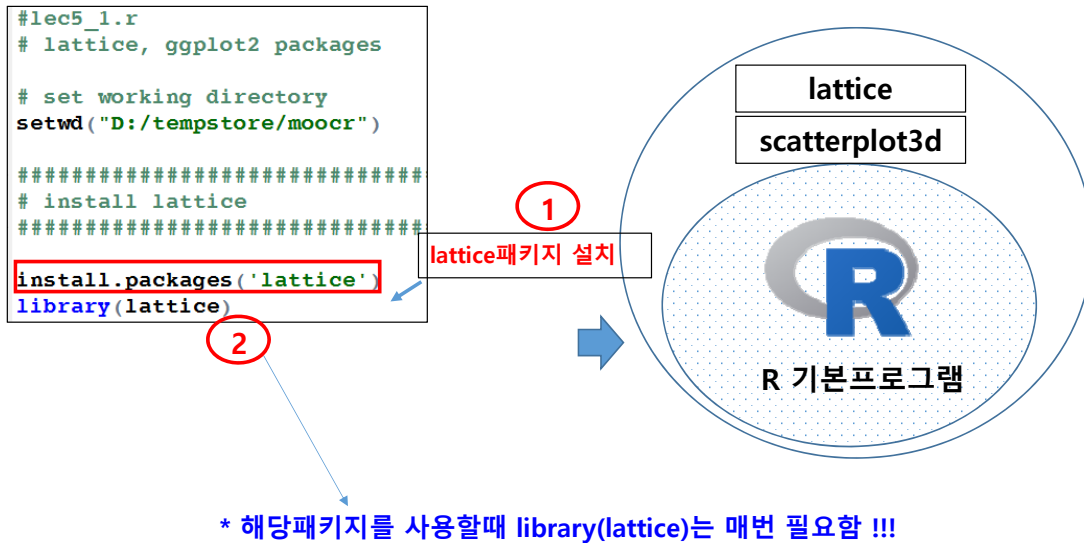 #lec5_1.r
# lattice, ggplot2 packages
# set working directory
setwd("D:/tempstore/moocr")
##############################
# install lattice
##############################
install.packages('lattice')
library(lattice)
1
lattice패키지 설치
2
lattice
scatterplot3d
R
R 기본프로그램
* 해당패키지를 사용할때 library(lattice)는 매번 필요함 !!!